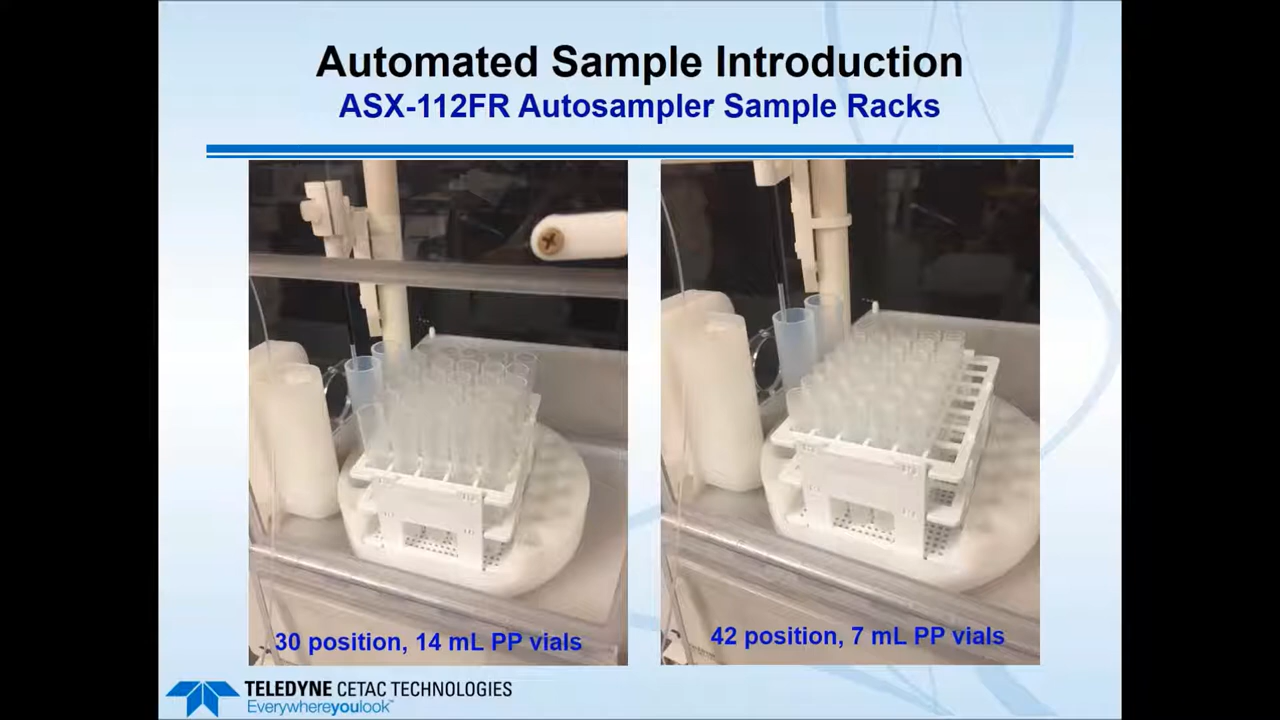 Automated Sample Introduction
ASX-112FR Autosampler Sample Racks
30 position, 14 mL PP vials
42 position, 7 mL PP vials
TELEDYNE CETAC TECHNOLOGIES
Everywhereyoulook™